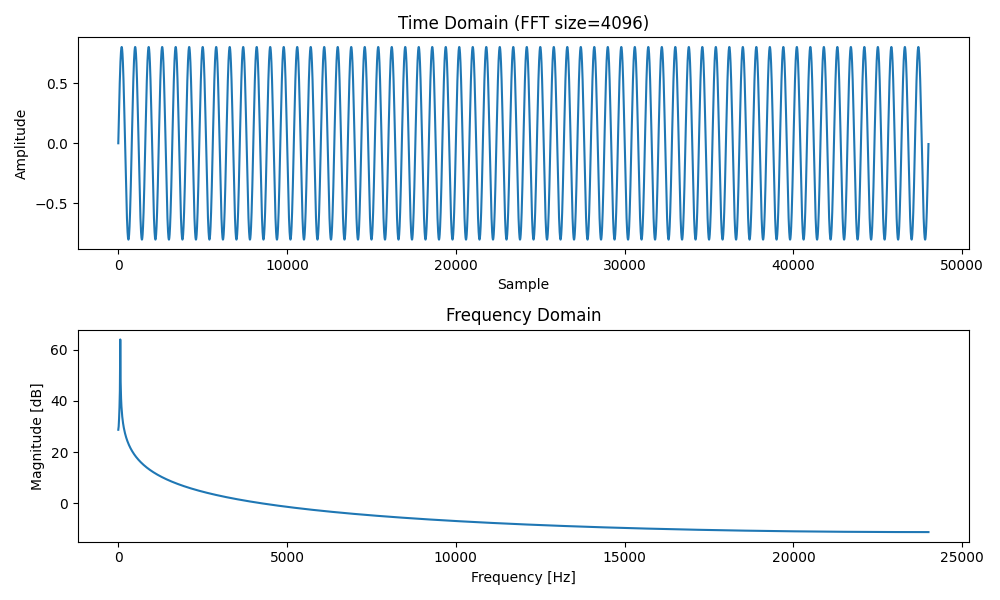 Time Domain (FFT size=4096)
0.5
0.0
−0.5
Amplitude
0 10000 20000 30000 40000 50000
Sample
Frequency Domain
60
40
20
0
Magnitude [dB]
0 5000 10000 15000 20000 25000
Frequency [Hz]